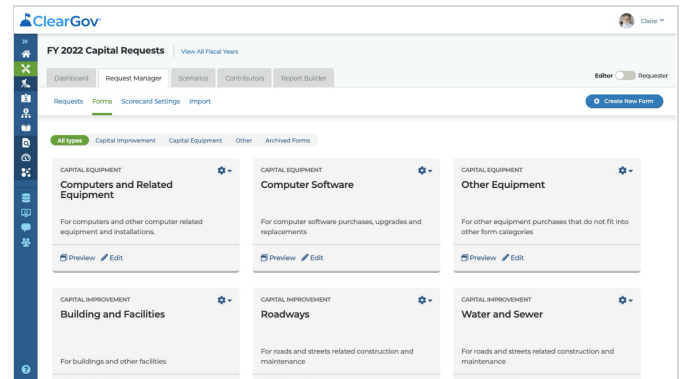 ClearGov
Claire
FY 2022 Capital Requests
View All Fiscal Years
Dashboard
Request Manager
Scenarios
Contributors
Report Builder
Editor
Requester
Requests
Forms
Scorecard Settings
Import
Create New Form
All types
Capital Improvement
Capital Equipment
Other
Archived Forms
CAPITAL EQUIPMENT
Computers and Related
Equipment
For computers and other computer related
equipment and installations.
Preview
Edit
CAPITAL EQUIPMENT
Computer Software
For computer software purchases, upgrades and
replacements
Preview
Edit
CAPITAL EQUIPMENT
Other Equipment
For other equipment purchases that do not fit into
other form categories
Preview
Edit
CAPITAL IMPROVEMENT
Building and Facilities
For buildings and other facilities
CAPITAL IMPROVEMENT
Roadways
For roads and streets related construction and
maintenance
CAPITAL IMPROVEMENT
Water and Sewer
For roads and streets related construction and
maintenance